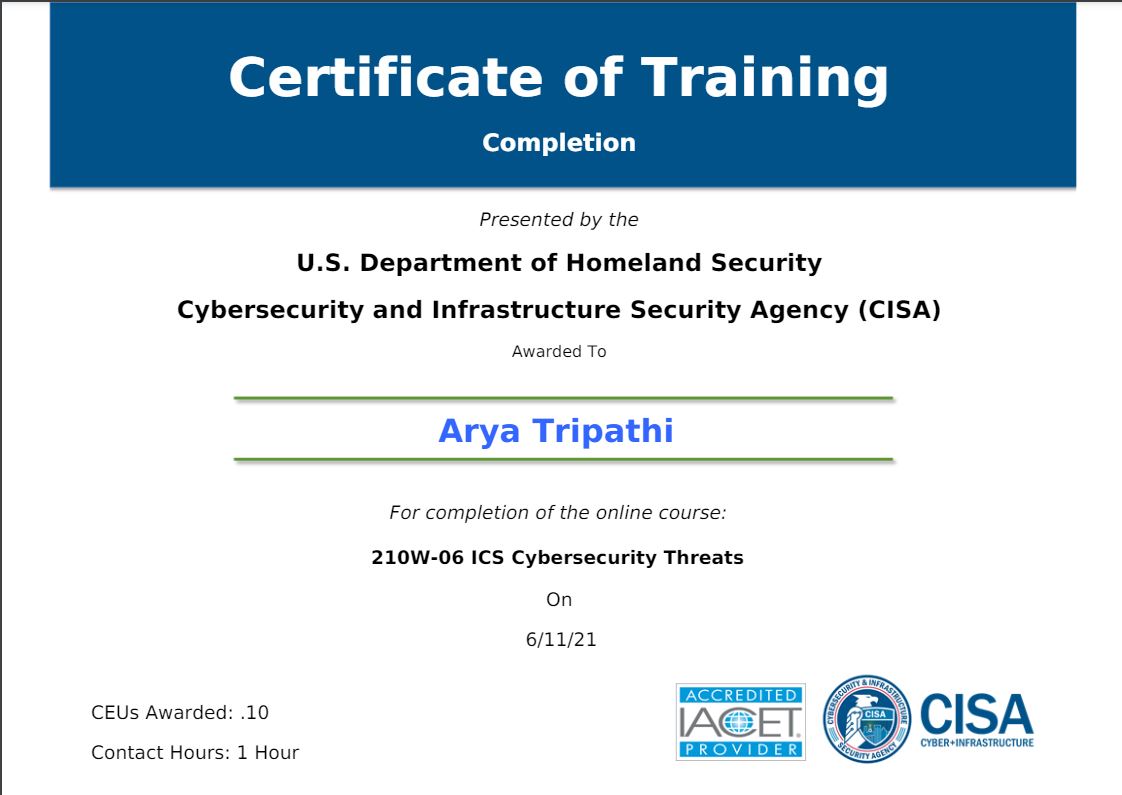 Certificate of Training
Completion
Presented by the
U.S. Department of Homeland Security
Cybersecurity and Infrastructure Security Agency (CISA)
Awarded To
Arya Tripathi
For completion of the online course:
210W-06 ICS Cybersecurity Threats
On
6/11/21
CEUs Awarded: .10
Contact Hours: 1 Hour
ACCREDITED
IACET
PROVIDER
CYBERSECURITY & INFRASTRUCTURE
CISA
SECURITY AGENCY
CISA
CYBER+INFRASTRUCTURE